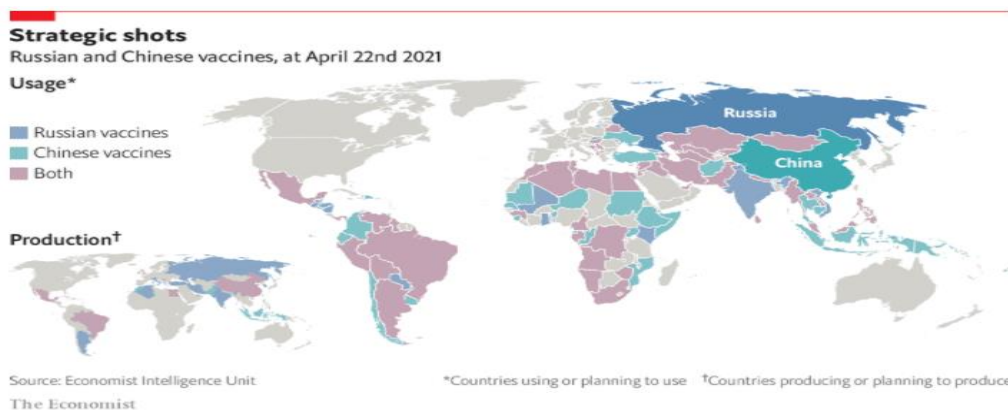 Strategic shots
Russian and Chinese vaccines, at April 22nd 2021
Usage*
Russian vaccines
Chinese vaccines
Both
Russia
China
Production†
Source: Economist Intelligence Unit
*Countries using or planning to use †Countries producing or planning to produce
The Economist